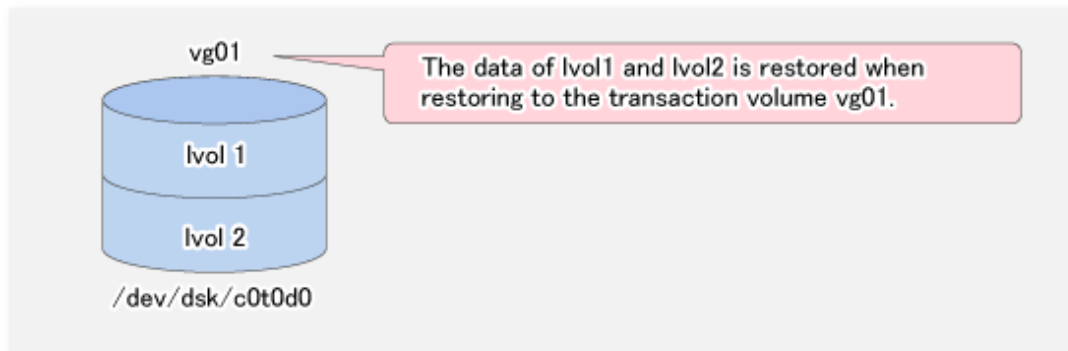 vg01
The data of lvol1 and lvol2 is restored when
restoring to the transaction volume vg01.
lvol 1
lvol 2
/dev/dsk/c0t0d0